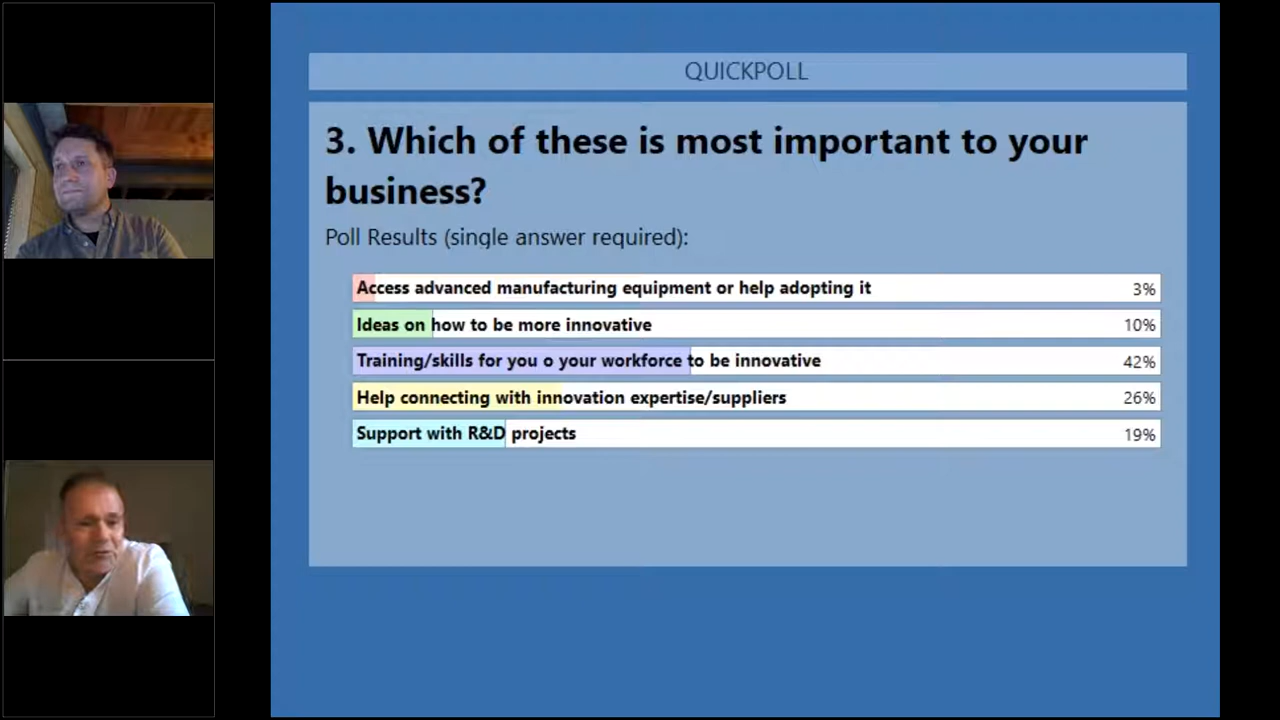 QUICKPOLL
3. Which of these is most important to your
business?
Poll Results (single answer required):
Access advanced manufacturing equipment or help adopting it 3%
Ideas on how to be more innovative 10%
Training/skills for you o your workforce to be innovative 42%
Help connecting with innovation expertise/suppliers 26%
Support with R&D projects 19%